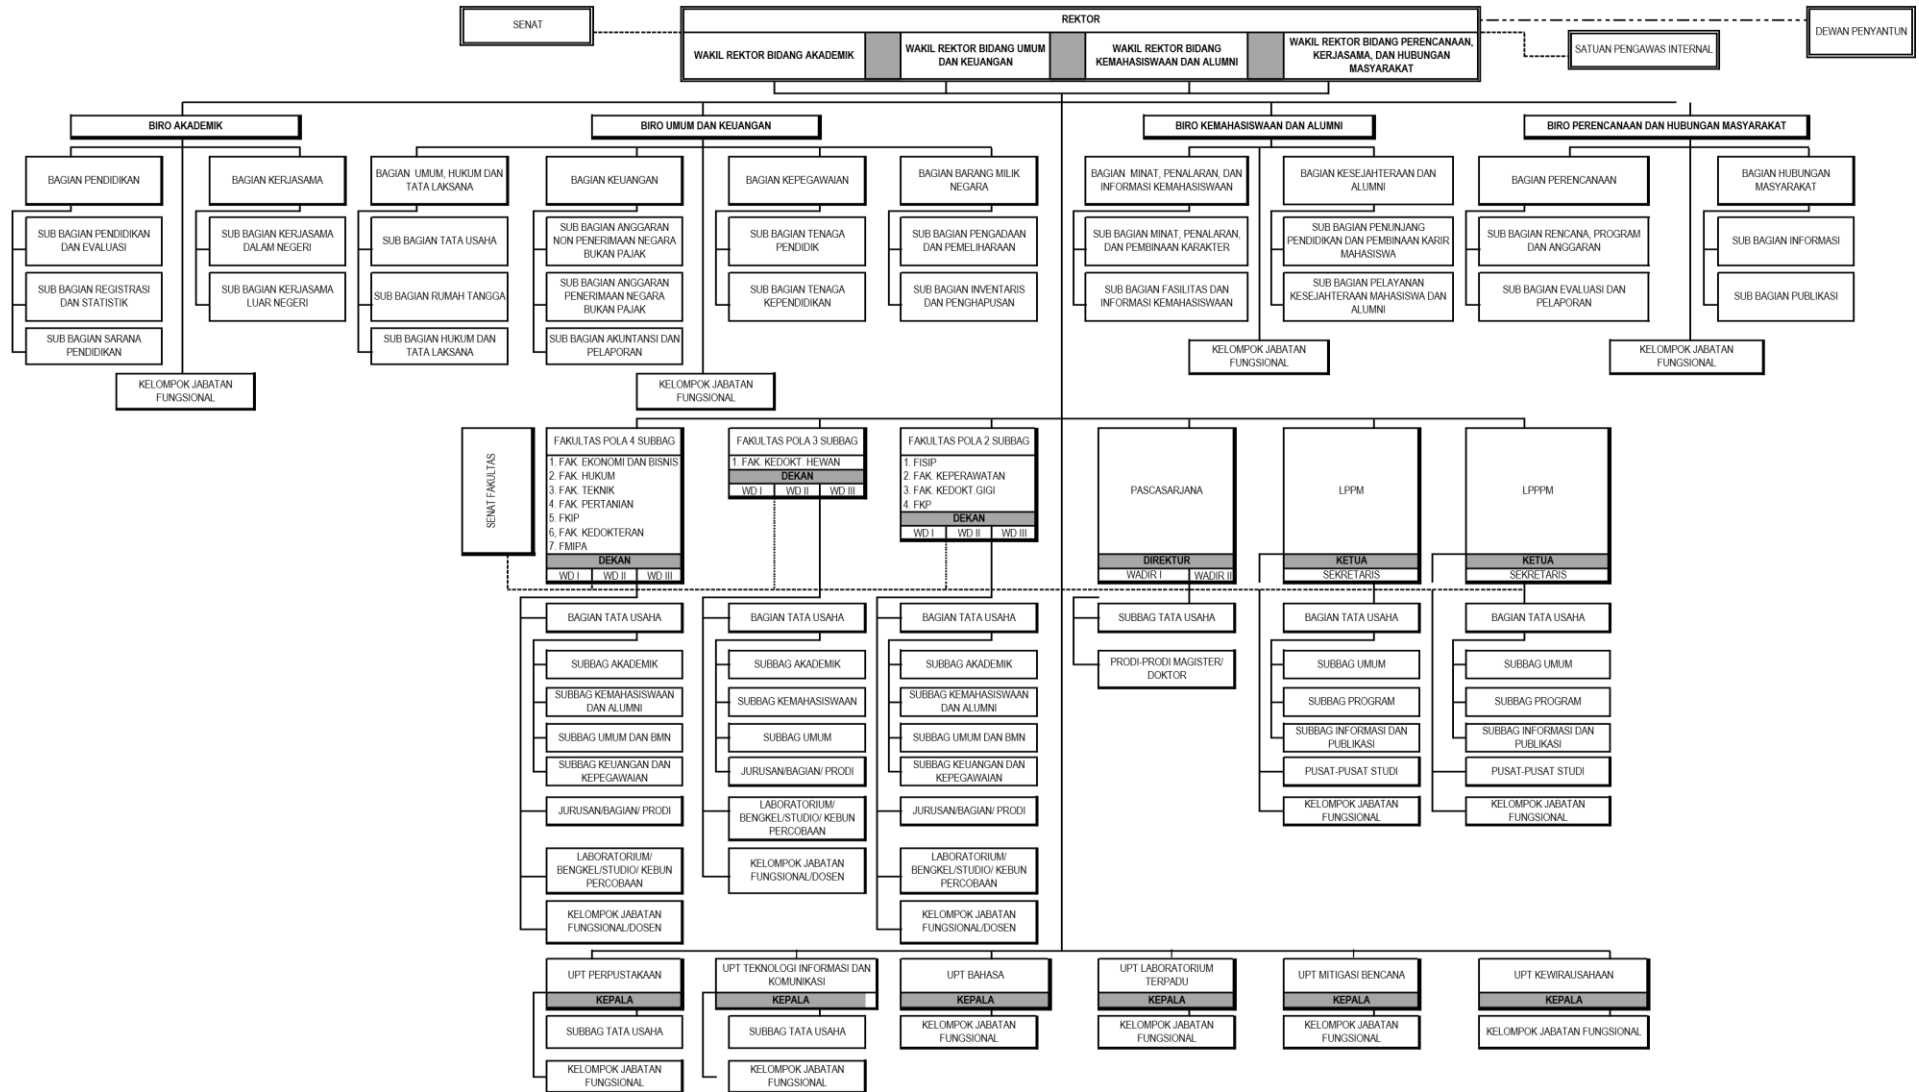 SENAT
REKTOR
DEWAN PENYANTUN
WAKIL REKTOR BIDANG AKADEMIK
WAKIL REKTOR BIDANG UMUM
DAN KEUANGAN
WAKIL REKTOR BIDANG
KEMAHASISWAAN DAN ALUMNI
WAKIL REKTOR BIDANG PERENCANAAN,
KERJASAMA, DAN HUBUNGAN
MASYARAKAT
SATUAN PENGAWAS INTERNAL
BIRO AKADEMIK
BIRO UMUM DAN KEUANGAN
BIRO KEMAHASISWAAN DAN ALUMNI
BIRO PERENCANAAN DAN HUBUNGAN MASYARAKAT
BAGIAN PENDIDIKAN
BAGIAN KERJASAMA
BAGIAN UMUM, HUKUM DAN
TATA LAKSANA
BAGIAN KEUANGAN
BAGIAN KEPEGAWAIAN
BAGIAN BARANG MILIK
NEGARA
BAGIAN MINAT, PENALARAN, DAN
INFORMASI KEMAHASISWAAN
BAGIAN KESEJAHTERAAN DAN
ALUMNI
BAGIAN PERENCANAAN
BAGIAN HUBUNGAN
MASYARAKAT
SUB BAGIAN PENDIDIKAN
DAN EVALUASI
SUB BAGIAN KERJASAMA
DALAM NEGERI
SUB BAGIAN TATA USAHA
SUB BAGIAN ANGGARAN
NON PENERIMAAN NEGARA
BUKAN PAJAK
SUB BAGIAN TENAGA
PENDIDIK
SUB BAGIAN PENGADAAN
DAN PEMELIHARAAN
SUB BAGIAN MINAT, PENALARAN,
DAN PEMBINAAN KARAKTER
SUB BAGIAN PENUNJANG
PENDIDIKAN DAN PEMBINAAN KARIR
MAHASISWA
SUB BAGIAN RENCANA, PROGRAM
DAN ANGGARAN
SUB BAGIAN INFORMASI
SUB BAGIAN REGISTRASI
DAN STATISTIK
SUB BAGIAN KERJASAMA
LUAR NEGERI
SUB BAGIAN RUMAH TANGGA
SUB BAGIAN ANGGARAN
PENERIMAAN NEGARA
BUKAN PAJAK
SUB BAGIAN TENAGA
KEPENDIDIKAN
SUB BAGIAN INVENTARIS
DAN PENGHAPUSAN
SUB BAGIAN FASILITAS DAN
INFORMASI KEMAHASISWAAN
SUB BAGIAN PELAYANAN
KESEJAHTERAAN MAHASISWA DAN
ALUMNI
SUB BAGIAN EVALUASI DAN
PELAPORAN
SUB BAGIAN PUBLIKASI
SUB BAGIAN SARANA
PENDIDIKAN
SUB BAGIAN HUKUM DAN
TATA LAKSANA
SUB BAGIAN AKUNTANSI DAN
PELAPORAN
KELOMPOK JABATAN
FUNGSIONAL
KELOMPOK JABATAN
FUNGSIONAL
KELOMPOK JABATAN
FUNGSIONAL
KELOMPOK JABATAN
FUNGSIONAL
SENAT FAKULTAS
FAKULTAS POLA 4 SUBBAG
1. FAK. EKONOMI DAN BISNIS
2. FAK. HUKUM
3. FAK. TEKNIK
4. FAK. PERTANIAN
5. FKIP
6, FAK. KEDOKTERAN
7. FMIPA
DEKAN
WD I
WD II
WD III
FAKULTAS POLA 3 SUBBAG
1. FAK. KEDOKT. HEWAN
DEKAN
WD I
WD II
WD III
FAKULTAS POLA 2 SUBBAG
1. FISIP
2. FAK. KEPERAWATAN
3. FAK. KEDOKT.GIGI
4. FKP
DEKAN
WD I
WD II
WD III
PASCASARJANA
DIREKTUR
WADIR I
WADIR II
LPPM
KETUA
SEKRETARIS
LPPPM
KETUA
SEKRETARIS
BAGIAN TATA USAHA
SUBBAG AKADEMIK
SUBBAG KEMAHASISWAAN
DAN ALUMNI
SUBBAG UMUM DAN BMN
SUBBAG KEUANGAN DAN
KEPEGAWAIAN
JURUSAN/BAGIAN/ PRODI
LABORATORIUM/
BENGKEL/STUDIO/ KEBUN
PERCOBAAN
KELOMPOK JABATAN
FUNGSIONAL/DOSEN
BAGIAN TATA USAHA
SUBBAG AKADEMIK
SUBBAG KEMAHASISWAAN
SUBBAG UMUM
JURUSAN/BAGIAN/ PRODI
LABORATORIUM/
BENGKEL/STUDIO/ KEBUN
PERCOBAAN
KELOMPOK JABATAN
FUNGSIONAL/DOSEN
BAGIAN TATA USAHA
SUBBAG AKADEMIK
SUBBAG KEMAHASISWAAN
DAN ALUMNI
SUBBAG UMUM DAN BMN
SUBBAG KEUANGAN DAN
KEPEGAWAIAN
JURUSAN/BAGIAN/ PRODI
LABORATORIUM/
BENGKEL/STUDIO/ KEBUN
PERCOBAAN
KELOMPOK JABATAN
FUNGSIONAL/DOSEN
SUBBAG TATA USAHA
PRODI-PRODI MAGISTER/
DOKTOR
BAGIAN TATA USAHA
SUBBAG UMUM
SUBBAG PROGRAM
SUBBAG INFORMASI DAN
PUBLIKASI
PUSAT-PUSAT STUDI
KELOMPOK JABATAN
FUNGSIONAL
BAGIAN TATA USAHA
SUBBAG UMUM
SUBBAG PROGRAM
SUBBAG INFORMASI DAN
PUBLIKASI
PUSAT-PUSAT STUDI
KELOMPOK JABATAN
FUNGSIONAL
UPT PERPUSTAKAAN
KEPALA
SUBBAG TATA USAHA
KELOMPOK JABATAN
FUNGSIONAL
UPT TEKNOLOGI INFORMASI DAN
KOMUNIKASI
KEPALA
SUBBAG TATA USAHA
KELOMPOK JABATAN
FUNGSIONAL
UPT BAHASA
KEPALA
KELOMPOK JABATAN
FUNGSIONAL
UPT LABORATORIUM
TERPADU
KEPALA
KELOMPOK JABATAN
FUNGSIONAL
UPT MITIGASI BENCANA
KEPALA
KELOMPOK JABATAN
FUNGSIONAL
UPT KEWIRAUSAHAAN
KEPALA
KELOMPOK JABATAN FUNGSIONAL